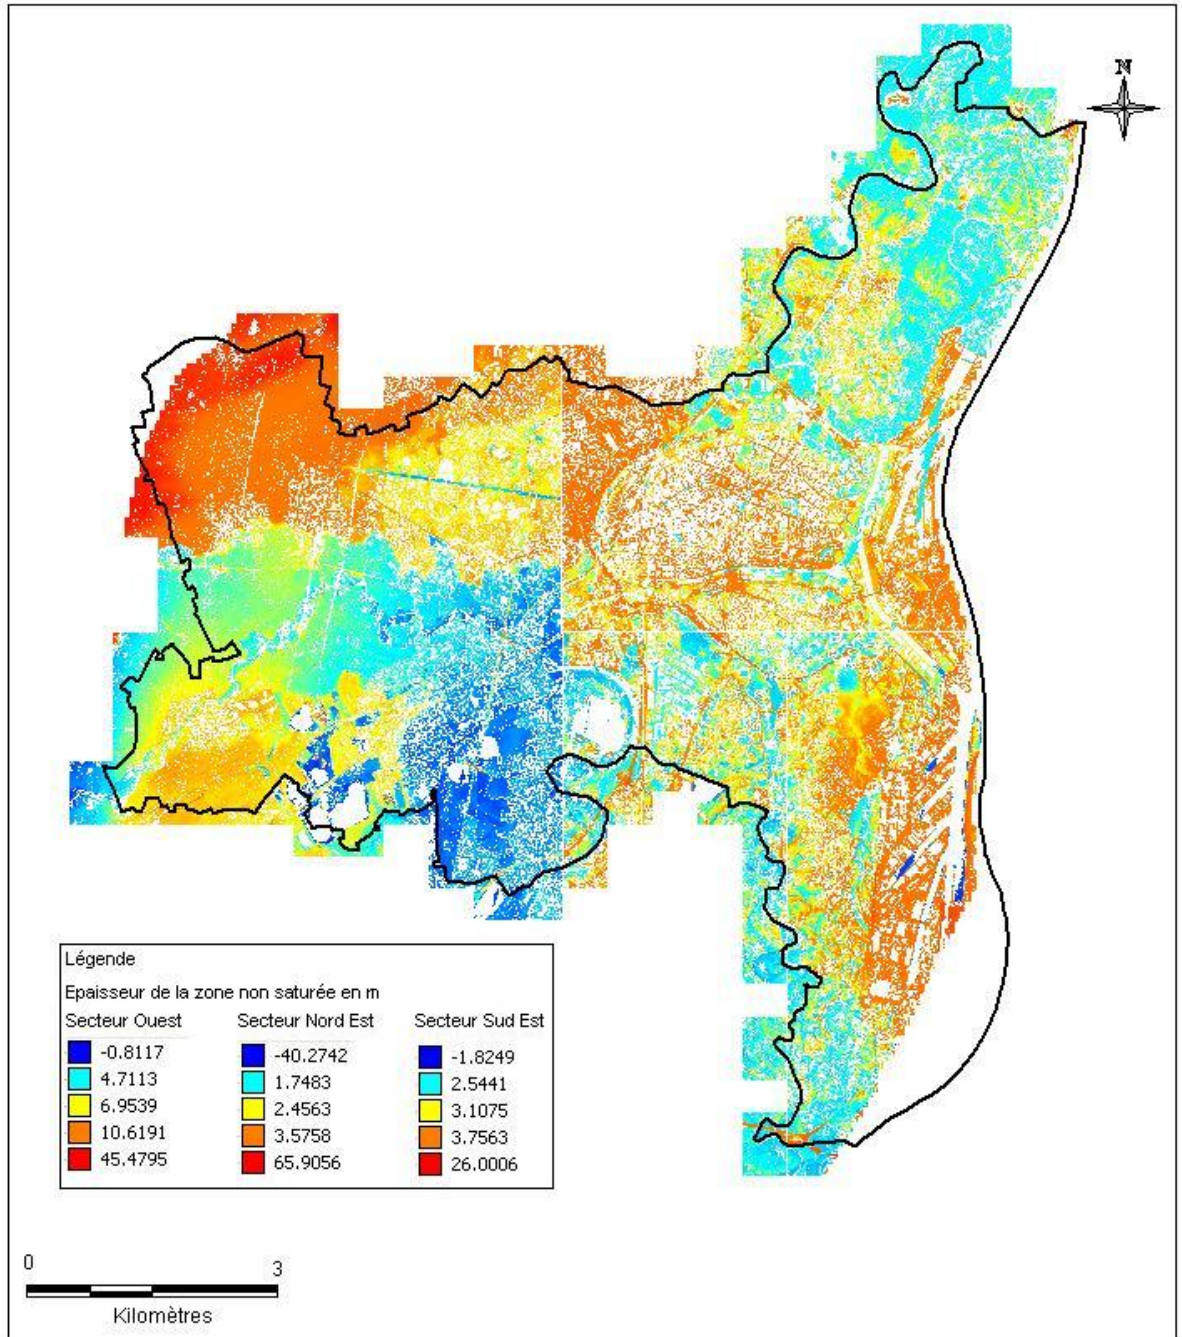 N
Légende
Epaisseur de la zone non saturée en m
Secteur Ouest Secteur Nord Est Secteur Sud Est
-0.8117 -40.2742 -1.8249
4.7113 1.7483 2.5441
6.9539 2.4563 3.1075
10.6191 3.5758 3.7563
45.4795 65.9056 26.0006
0 3
Kilomètres